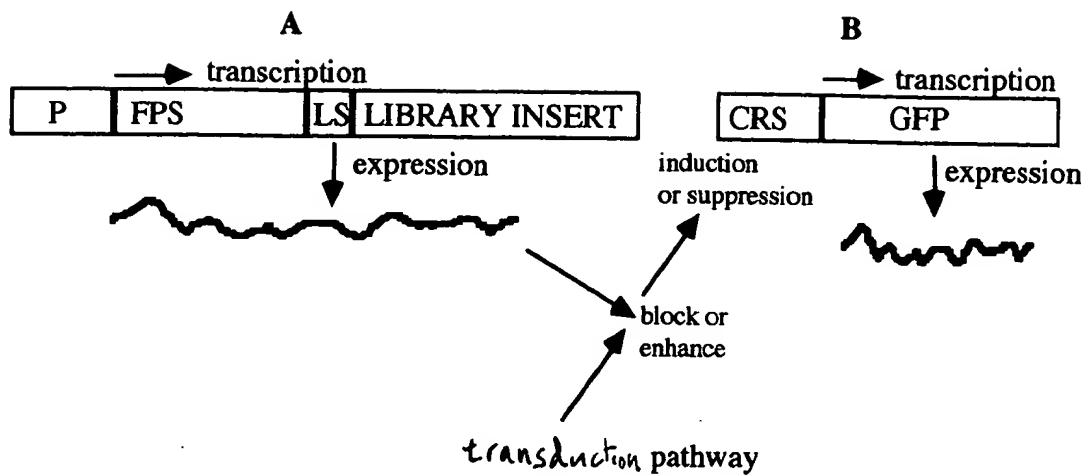 A
transcription
P FPS LS LIBRARY INSERT
expression
B
transcription
CRS GFP
induction
or suppression
expression
block or
enhance
transduction pathway